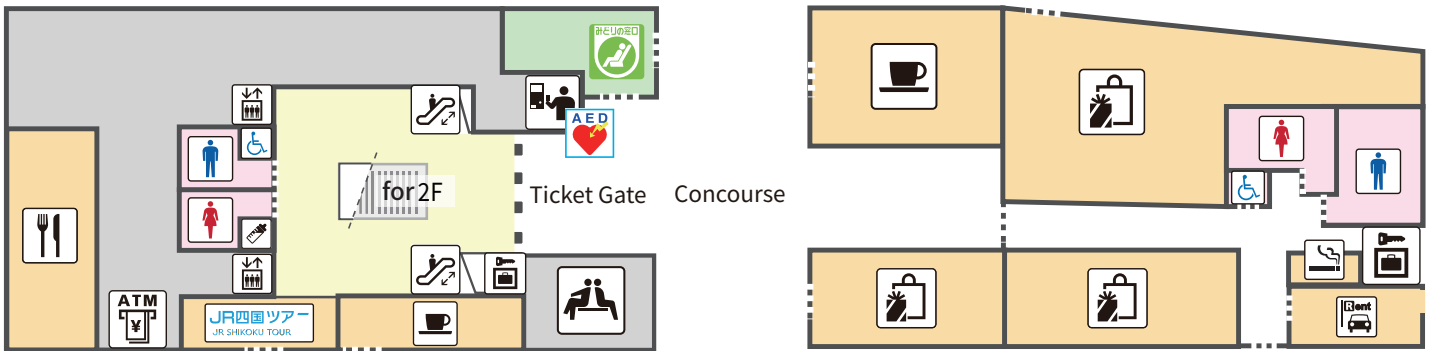 みどりの窓口
AED
for 2F
Ticket Gate
Concourse
ATM
¥
JR四国ツアー
JR SHIKOKU TOUR
Rent